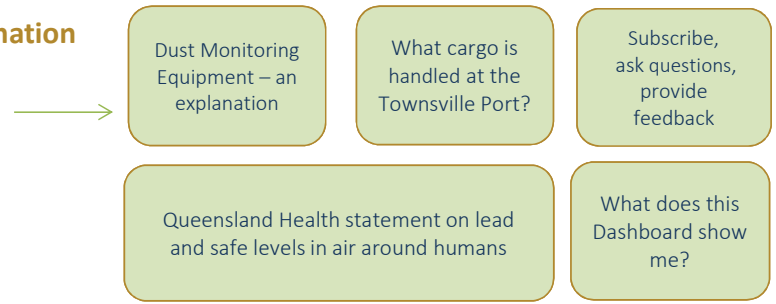 nation
Dust Monitoring
Equipment – an
explanation
What cargo is
handled at the
Townsville Port?
Subscribe,
ask questions,
provide
feedback
Queensland Health statement on lead
and safe levels in air around humans
What does this
Dashboard show
me?